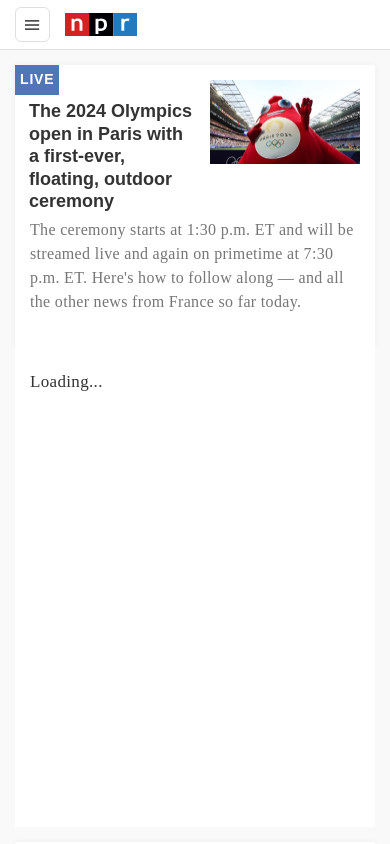 npr
LIVE
The 2024 Olympics
open in Paris with
a first-ever,
floating, outdoor
ceremony
The ceremony starts at 1:30 p.m. ET and will be
streamed live and again on primetime at 7:30
p.m. ET. Here's how to follow along — and all
the other news from France so far today.
Loading...